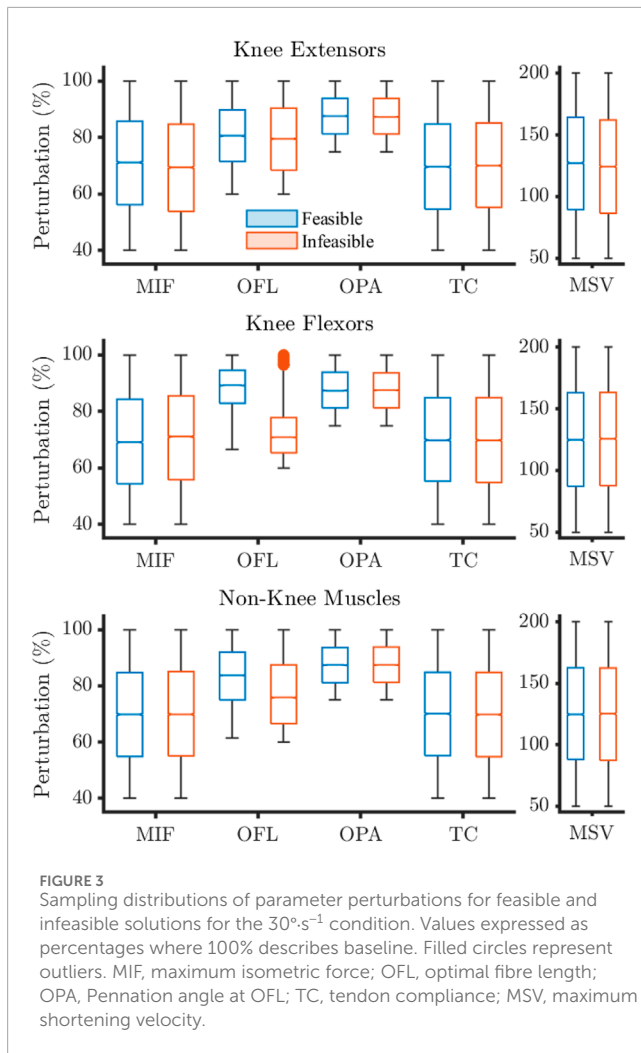 Knee Extensors
Perturbation (%)
100
80
60
40
200
150
100
50
Feasible
Infeasible
MIF OFL OPA TC MSV
Knee Flexors
Perturbation (%)
100
80
60
40
200
150
100
50
MIF OFL OPA TC MSV
Non-Knee Muscles
Perturbation (%)
100
80
60
40
200
150
100
50
MIF OFL OPA TC MSV
FIGURE 3
Sampling distributions of parameter perturbations for feasible and
infeasible solutions for the 30°·s⁻¹ condition. Values expressed as
percentages where 100% describes baseline. Filled circles represent
outliers. MIF, maximum isometric force; OFL, optimal fibre length;
OPA, Pennation angle at OFL; TC, tendon compliance; MSV, maximum
shortening velocity.